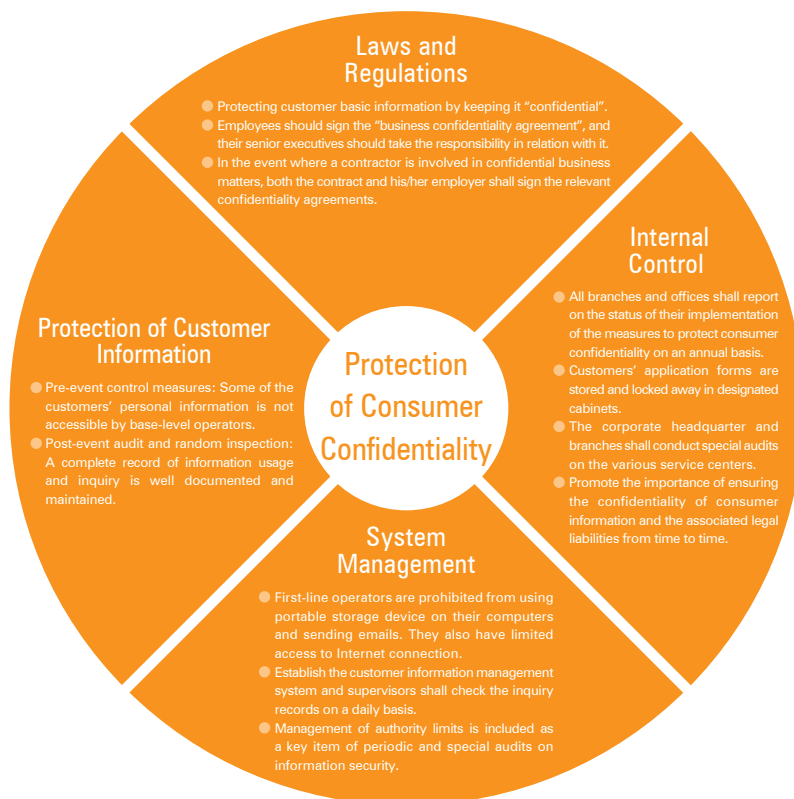 Laws and
Regulations
Protecting customer basic information by keeping it “confidential”.
Employees should sign the “business confidentiality agreement”, and
their senior executives should take the responsibility in relation with it.
In the event where a contractor is involved in confidential business
matters, both the contract and his/her employer shall sign the relevant
confidentiality agreements.
Internal
Control
All branches and offices shall report
on the status of their implementation
of the measures to protect consumer
confidentiality on an annual basis.
Customers’ application forms are
stored and locked away in designated
cabinets.
The corporate headquarter and
branches shall conduct special audits
on the various service centers.
Promote the importance of ensuring
the confidentiality of consumer
information and the associated legal
liabilities from time to time.
Protection of Customer
Information
Pre-event control measures: Some of the
customers’ personal information is not
accessible by base-level operators.
Post-event audit and random inspection:
A complete record of information usage
and inquiry is well documented and
maintained.
Protection
of Consumer
Confidentiality
System
Management
First-line operators are prohibited from using
portable storage device on their computers
and sending emails. They also have limited
access to Internet connection.
Establish the customer information management
system and supervisors shall check the inquiry
records on a daily basis.
Management of authority limits is included as
a key item of periodic and special audits on
information security.